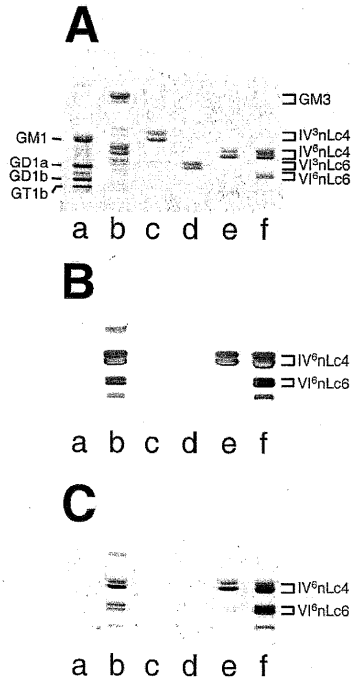 A
GM3
GM1
GD1a
GD1b
GT1b
IV³nLc4
IV⁶nLc4
VI³nLc6
VI⁶nLc6
a b c d e f
B
IV⁶nLc4
VI⁶nLc6
a b c d e f
C
IV⁶nLc4
VI⁶nLc6
a b c d e f